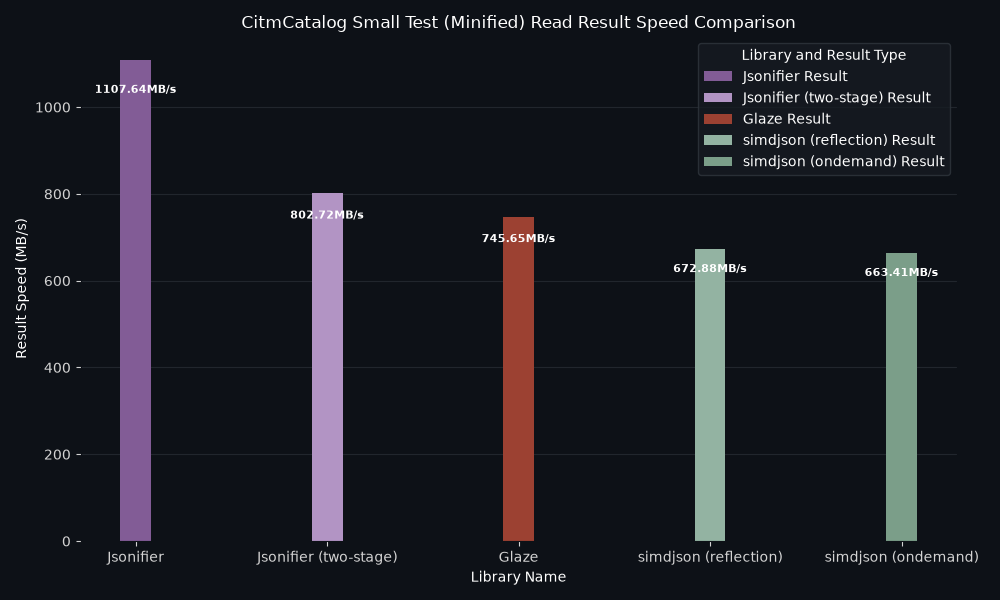 CitmCatalog Small Test (Minified) Read Result Speed Comparison
Library and Result Type
Jsonifier Result
Jsonifier (two-stage) Result
Glaze Result
simdjson (reflection) Result
simdjson (ondemand) Result
1107.64MB/s
802.72MB/s
745.65MB/s
672.88MB/s
663.41MB/s
Result Speed (MB/s)
1000
800
600
400
200
0
Jsonifier
Jsonifier (two-stage)
Glaze
simdjson (reflection)
simdjson (ondemand)
Library Name